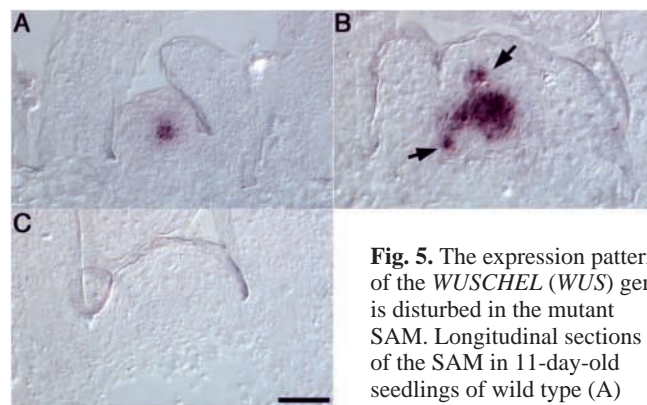 A
B
C
Fig. 5. The expression pattern
of the WUSCHEL (WUS) gen
is disturbed in the mutant
SAM. Longitudinal sections
of the SAM in 11-day-old
seedlings of wild type (A)